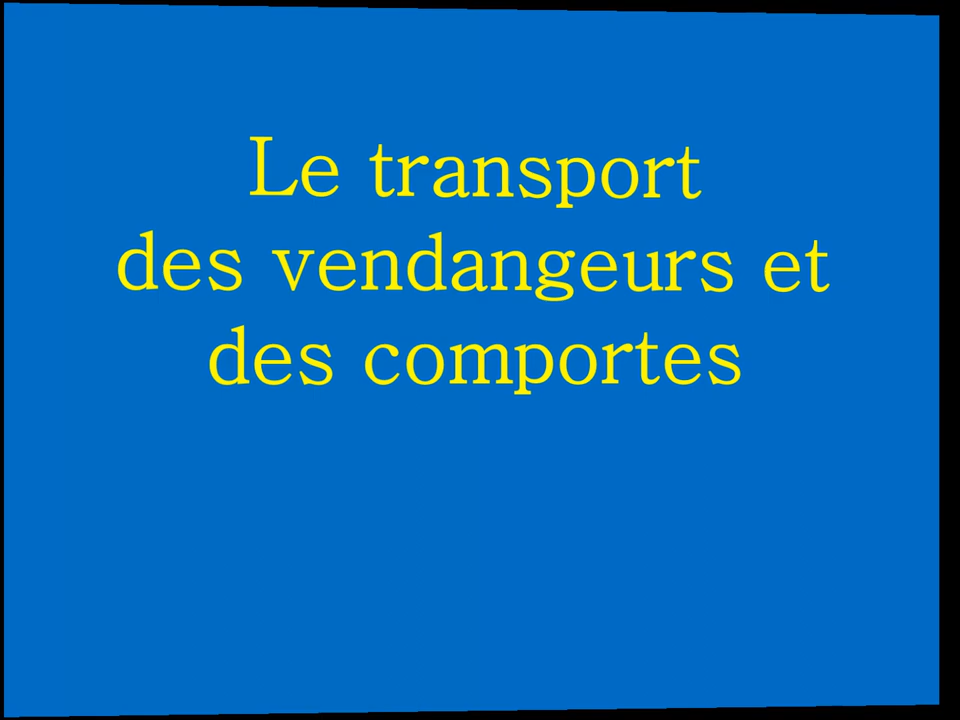 Le transport
des vendangeurs et
des comportes